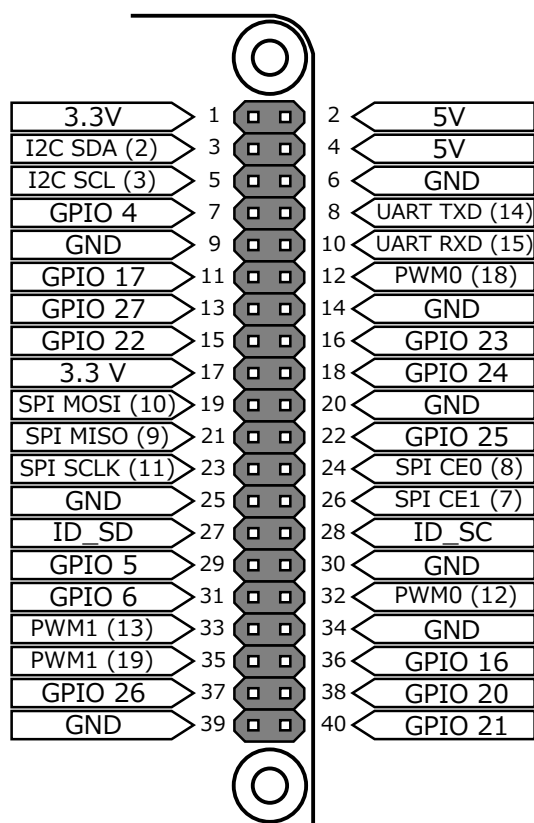 3.3V 1 2 5V
I2C SDA (2) 3 4 5V
I2C SCL (3) 5 6 GND
GPIO 4 7 8 UART TXD (14)
GND 9 10 UART RXD (15)
GPIO 17 11 12 PWM0 (18)
GPIO 27 13 14 GND
GPIO 22 15 16 GPIO 23
3.3 V 17 18 GPIO 24
SPI MOSI (10) 19 20 GND
SPI MISO (9) 21 22 GPIO 25
SPI SCLK (11) 23 24 SPI CE0 (8)
GND 25 26 SPI CE1 (7)
ID_SD 27 28 ID_SC
GPIO 5 29 30 GND
GPIO 6 31 32 PWM0 (12)
PWM1 (13) 33 34 GND
PWM1 (19) 35 36 GPIO 16
GPIO 26 37 38 GPIO 20
GND 39 40 GPIO 21